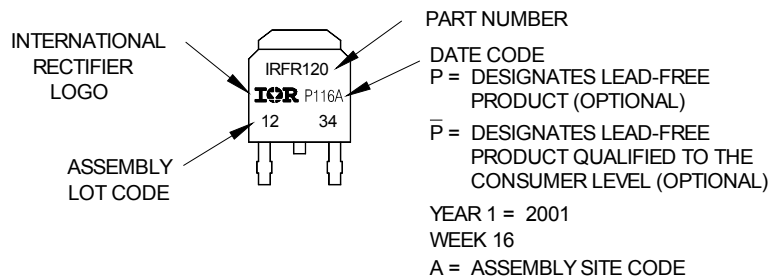 INTERNATIONAL
RECTIFIER
LOGO
ASSEMBLY
LOT CODE
IRFR120
IOR P116A
12 34
PART NUMBER
DATE CODE
P = DESIGNATES LEAD-FREE
PRODUCT (OPTIONAL)
P̅ = DESIGNATES LEAD-FREE
PRODUCT QUALIFIED TO THE
CONSUMER LEVEL (OPTIONAL)
YEAR 1 = 2001
WEEK 16
A = ASSEMBLY SITE CODE